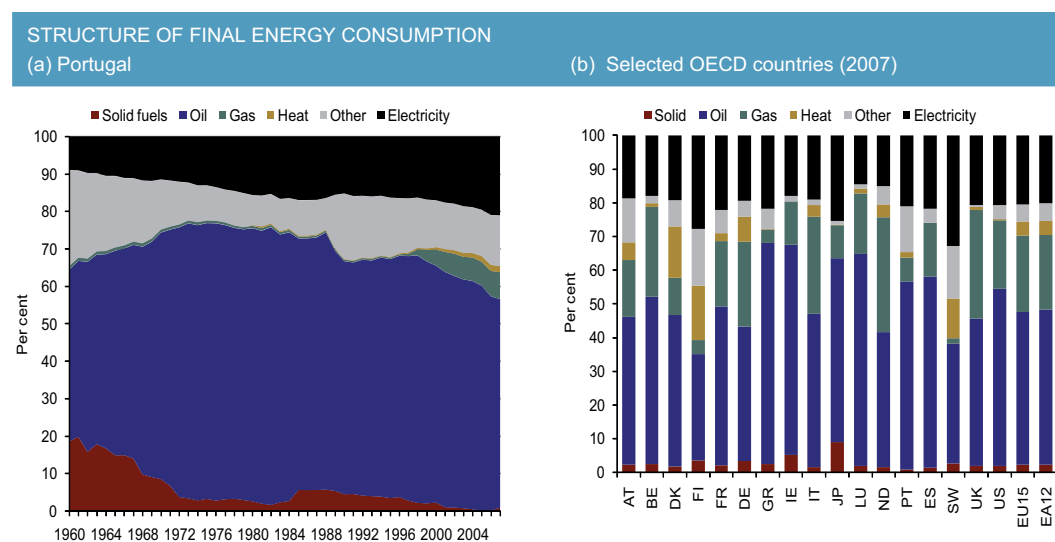 STRUCTURE OF FINAL ENERGY CONSUMPTION
(a) Portugal
(b) Selected OECD countries (2007)
Solid fuels Oil Gas Heat Other Electricity
100
90
80
70
60
50
40
30
20
10
0
Per cent
1960 1964 1968 1972 1976 1980 1984 1988 1992 1996 2000 2004
Solid Oil Gas Heat Other Electricity
100
90
80
70
60
50
40
30
20
10
0
Per cent
AT BE DK FI FR DE GR IE IT JP LU ND PT ES SW UK US EU15 EA12